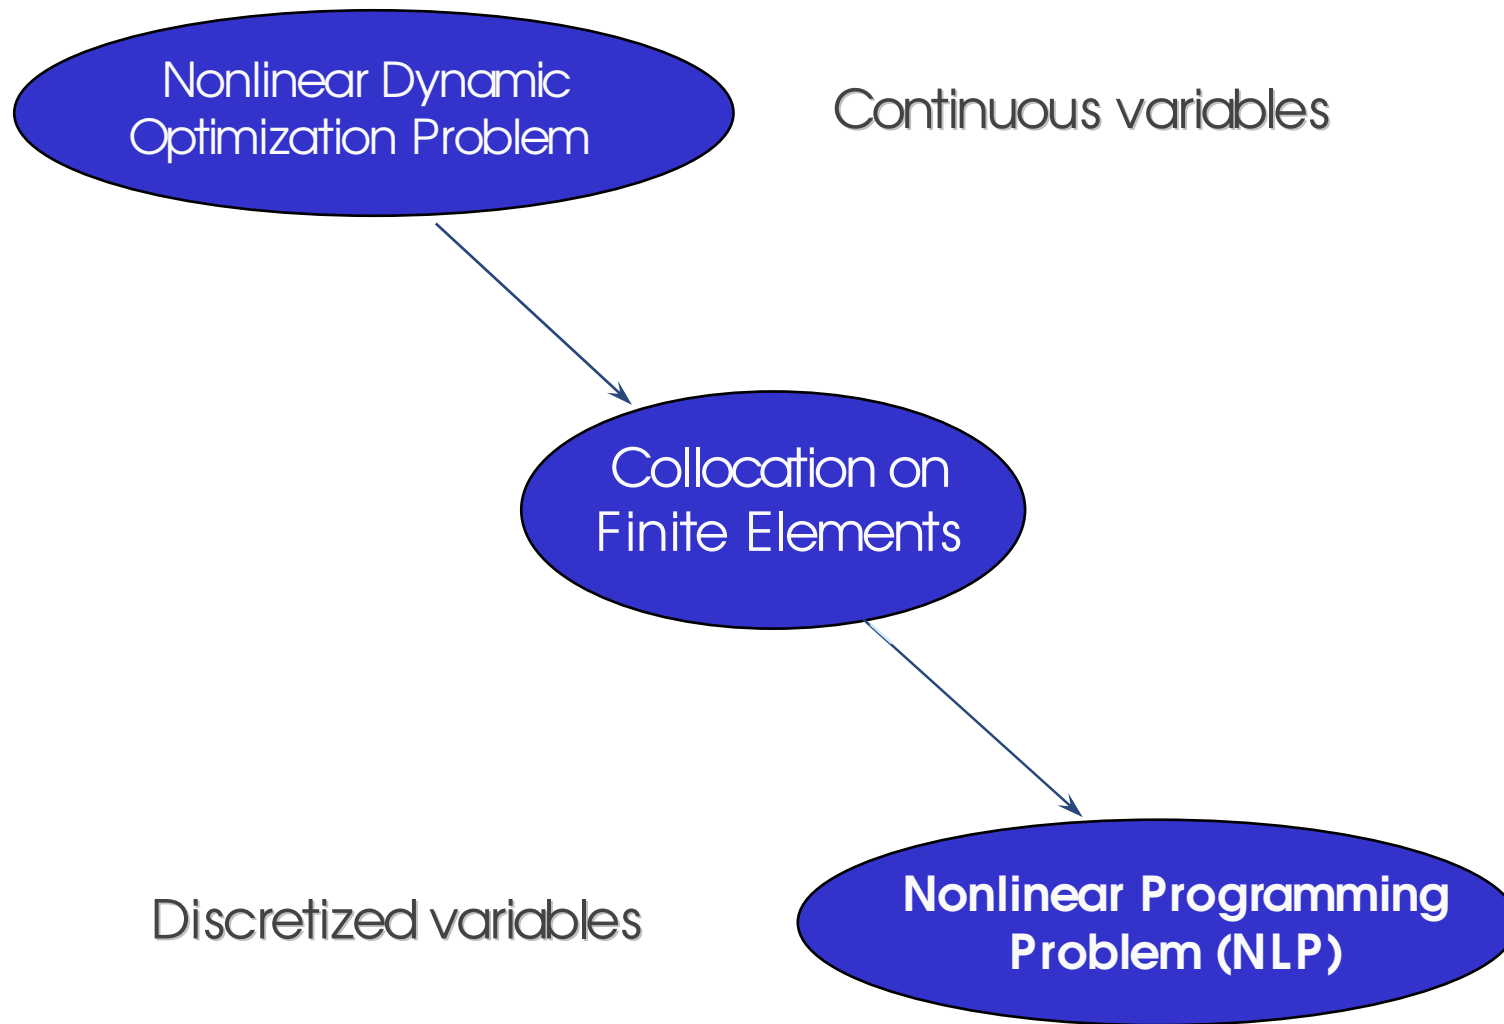 Nonlinear Dynamic
Optimization Problem
Continuous variables
Collocation on
Finite Elements
Discretized variables
Nonlinear Programming
Problem (NLP)